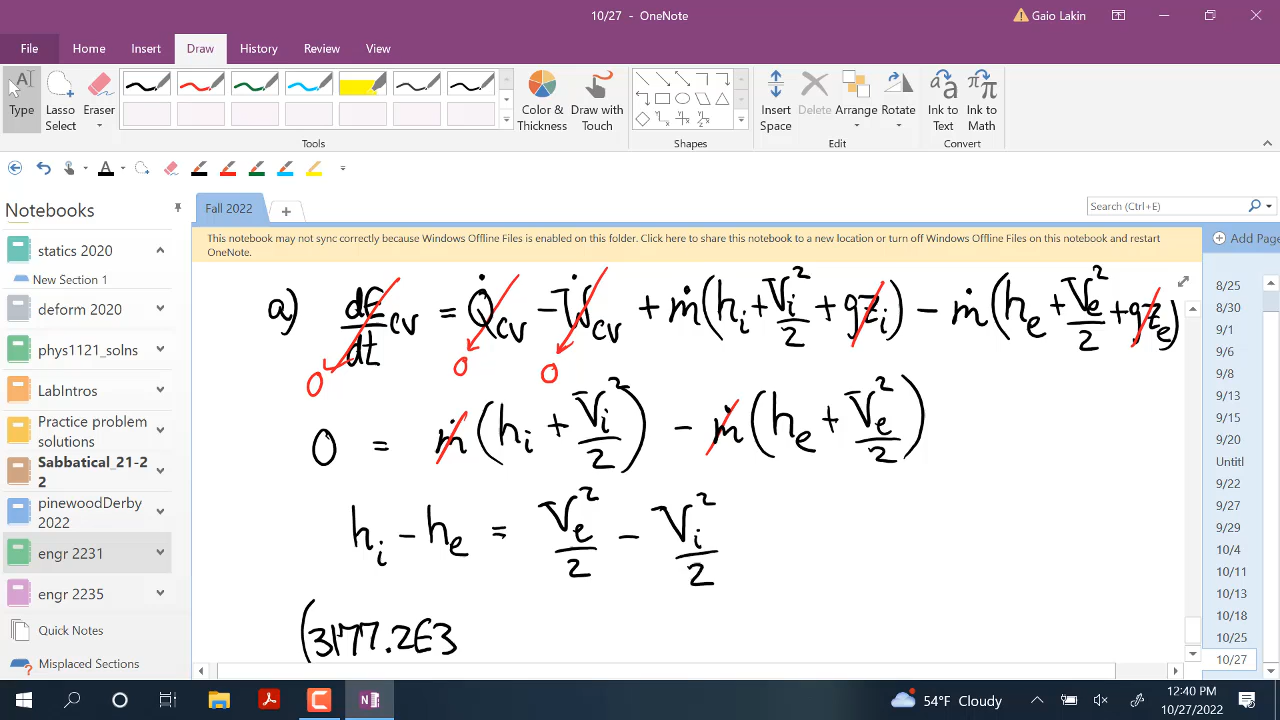 10/27 - OneNote
Gaio Lakin
File Home Insert Draw History Review View
Type
Lasso Select
Eraser
Color & Thickness
Draw with Touch
Insert Space
Delete
Arrange
Rotate
Ink to Text
Ink to Math
Tools Shapes Edit Convert
Notebooks
Fall 2022
Search (Ctrl+E)
This notebook may not sync correctly because Windows Offline Files is enabled on this folder. Click here to share this notebook to a new location or turn off Windows Offline Files on this notebook and restart
OneNote.
Add Page
statics 2020
New Section 1
deform 2020
phys1121_solns
LabIntros
Practice problem
solutions
Sabbatical_21-2
2
pinewoodDerby
2022
engr 2231
engr 2235
Quick Notes
Misplaced Sections
a) dE/dt CV = Q̇CV − ẆCV + ṁ(hi + Vi²/2 + gzi) − ṁ(he + Ve²/2 + gze)
0 0 0
0 = ṁ(hi + Vi²/2) − ṁ(he + Ve²/2)
hi − he = Ve²/2 − Vi²/2
(3177.2E3
8/25
8/30
9/1
9/6
9/8
9/13
9/15
9/20
Untitl
9/22
9/27
9/29
10/4
10/11
10/13
10/18
10/25
10/27
54°F Cloudy
12:40 PM
10/27/2022